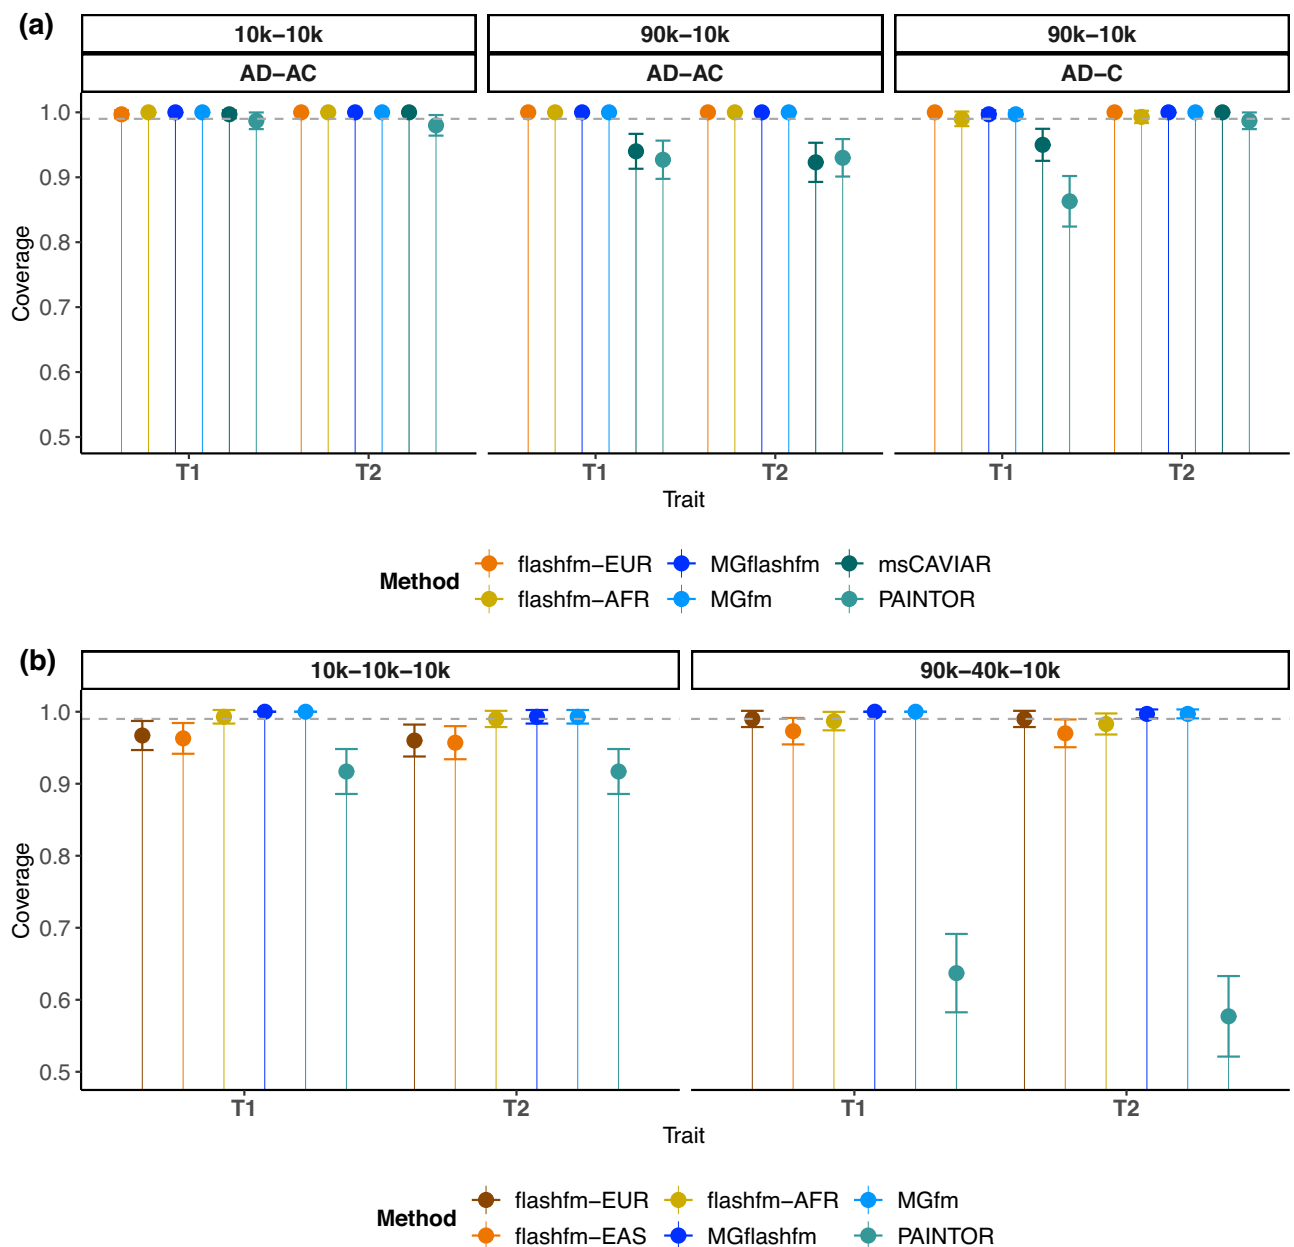 (a)
10k−10k 90k−10k 90k−10k
AD−AC AD−AC AD−C
1.0
0.9
0.8
0.7
0.6
0.5
Coverage
T1 T2 T1 T2 T1 T2
Trait
Method
flashfm−EUR MGflashfm msCAVIAR
flashfm−AFR MGfm PAINTOR
(b)
10k−10k−10k 90k−40k−10k
1.0
0.9
0.8
0.7
0.6
0.5
Coverage
T1 T2 T1 T2
Trait
Method
flashfm−EUR flashfm−AFR MGfm
flashfm−EAS MGflashfm PAINTOR